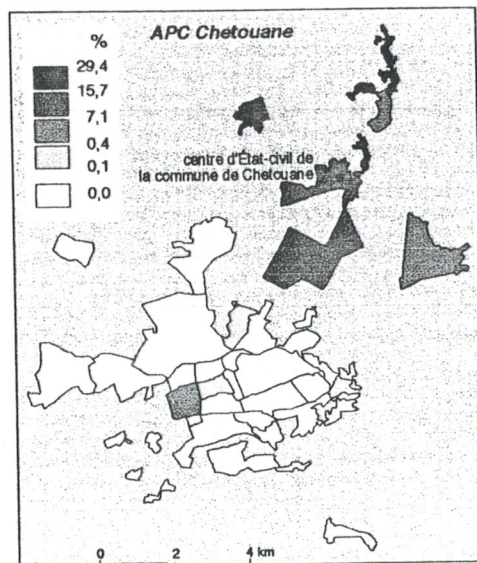 APC Chetouane
%
29,4
15,7
7,1
0,4
0,1
0,0
centre d'État-civil de
la commune de Chetouane
0 2 4 km